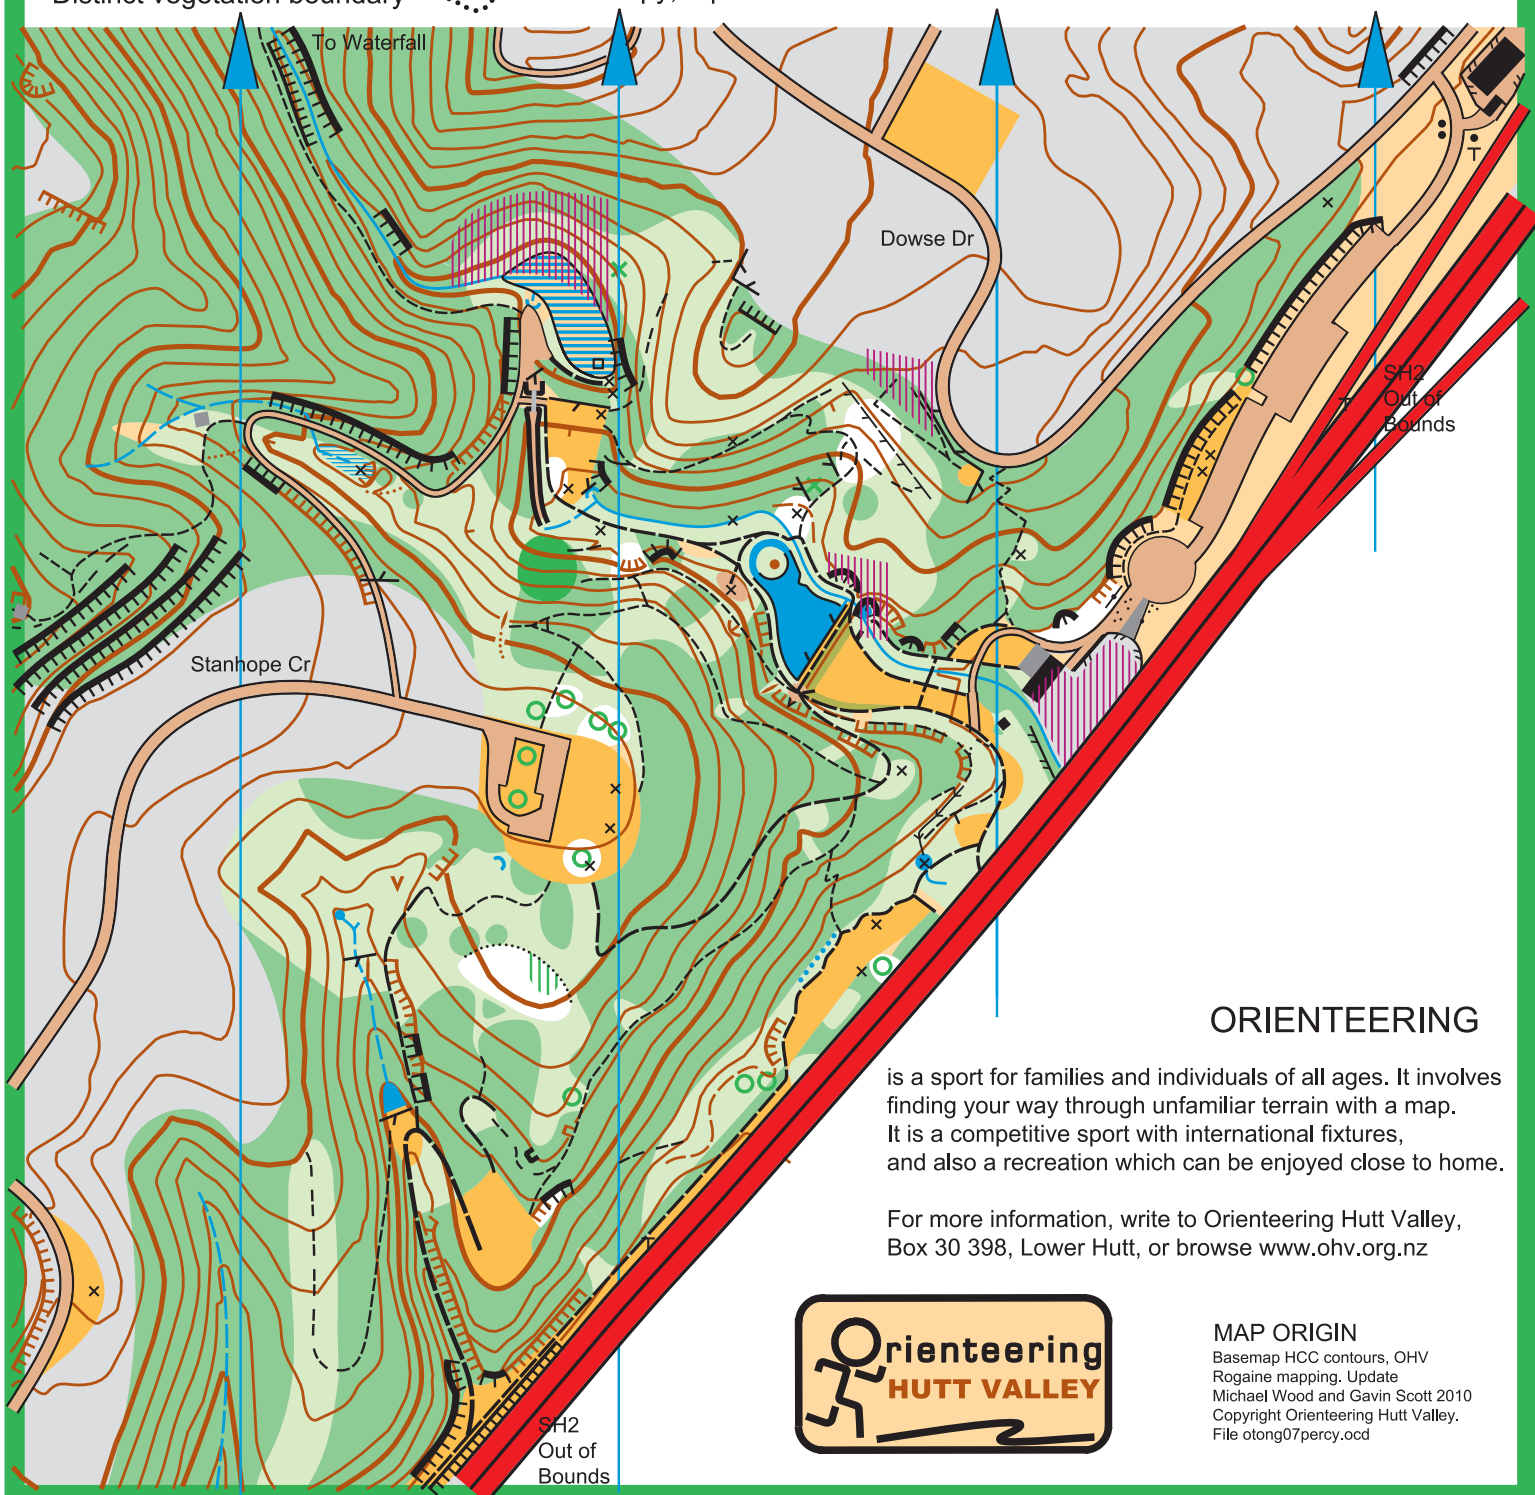 Distinct vegetation boundary
To Waterfall
Dowse Dr
SH2
Out of
Bounds
Stanhope Cr
ORIENTEERING
is a sport for families and individuals of all ages. It involves
finding your way through unfamiliar terrain with a map.
It is a competitive sport with international fixtures,
and also a recreation which can be enjoyed close to home.
For more information, write to Orienteering Hutt Valley,
Box 30 398, Lower Hutt, or browse www.ohv.org.nz
Orienteering
HUTT VALLEY
MAP ORIGIN
Basemap HCC contours, OHV
Rogaine mapping. Update
Michael Wood and Gavin Scott 2010
Copyright Orienteering Hutt Valley.
File otong07percy.ocd
SH2
Out of
Bounds